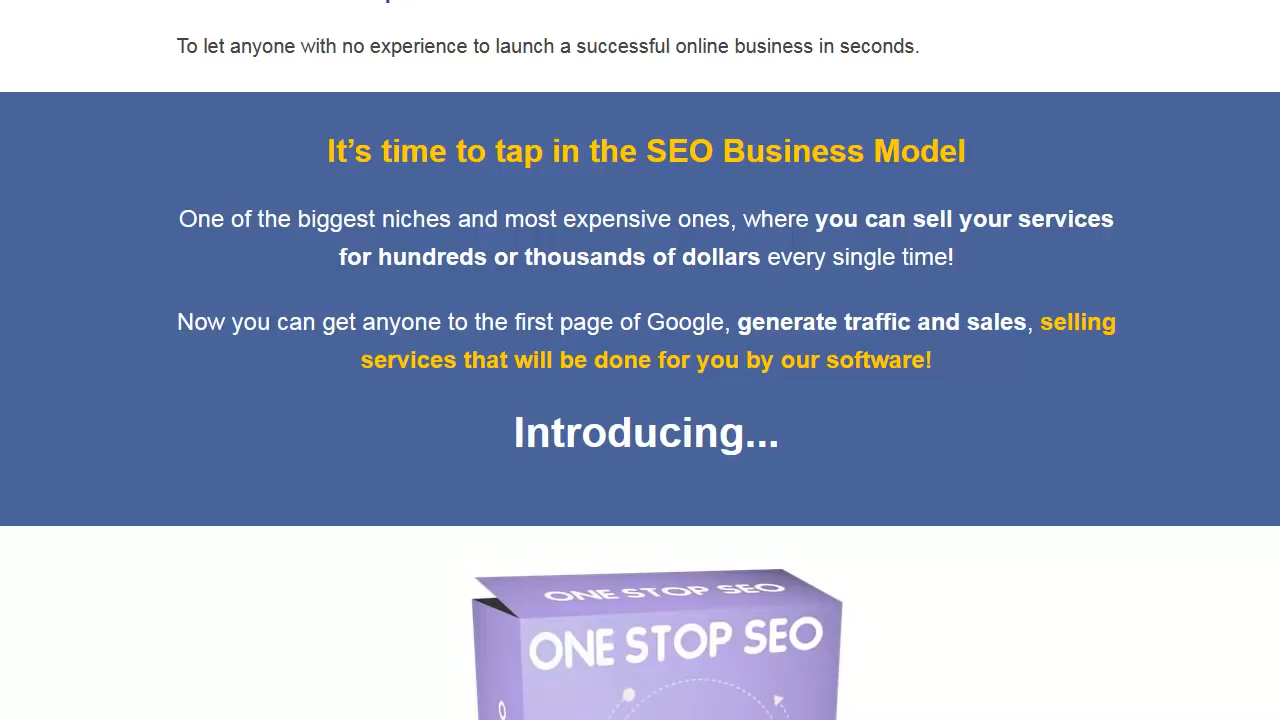 To let anyone with no experience to launch a successful online business in seconds.
It’s time to tap in the SEO Business Model
One of the biggest niches and most expensive ones, where you can sell your services
for hundreds or thousands of dollars every single time!
Now you can get anyone to the first page of Google, generate traffic and sales, selling
services that will be done for you by our software!
Introducing...
ONE STOP SEO
ONE STOP SEO